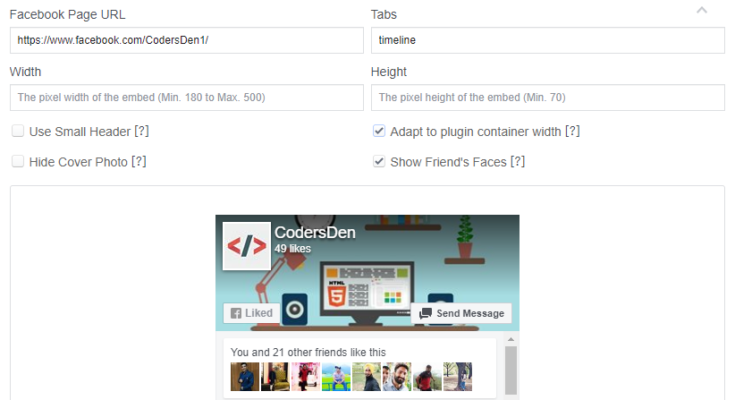 Facebook Page URL
Tabs
https://www.facebook.com/CodersDen1/
timeline
Width
Height
The pixel width of the embed (Min. 180 to Max. 500)
The pixel height of the embed (Min. 70)
Use Small Header [?]
Adapt to plugin container width [?]
Hide Cover Photo [?]
Show Friend's Faces [?]
</>
CodersDen
49 likes
HTML
5
Liked
Send Message
You and 21 other friends like this